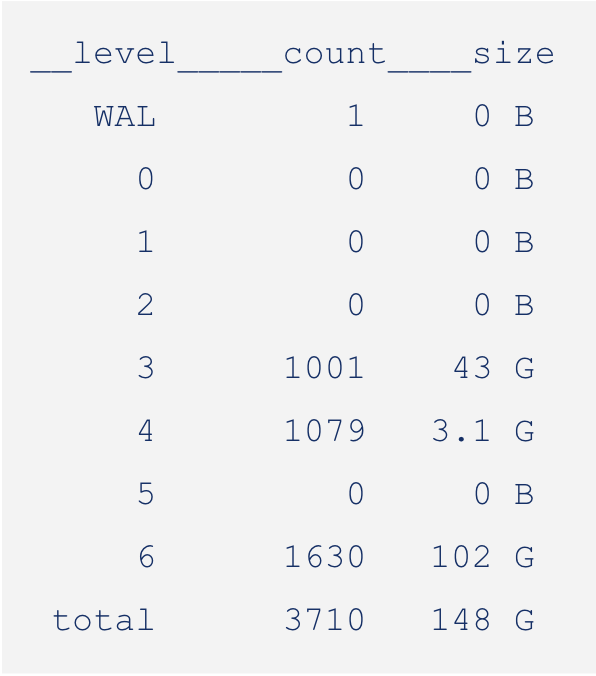 __level_____count____size
WAL 1 0 B
0 0 0 B
1 0 0 B
2 0 0 B
3 1001 43 G
4 1079 3.1 G
5 0 0 B
6 1630 102 G
total 3710 148 G